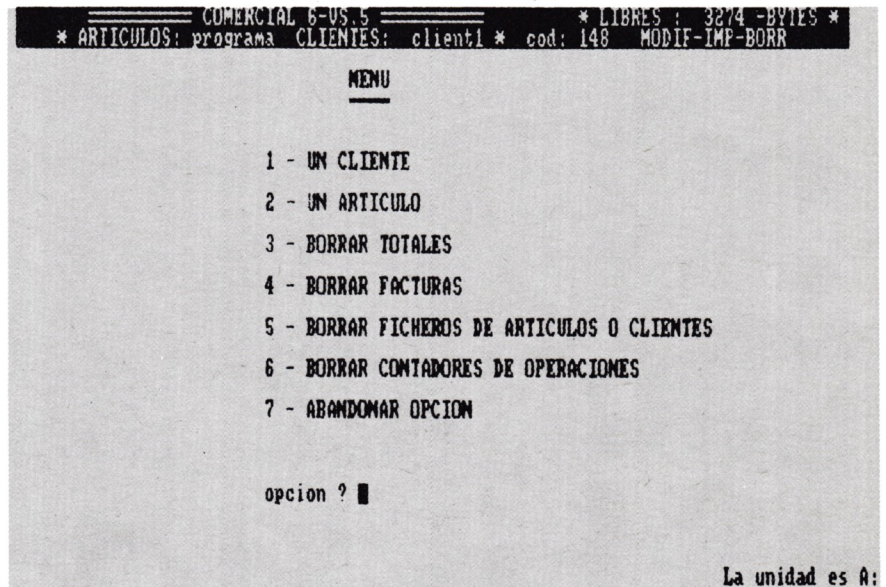 COMERCIAL 6-VS.5 * LIBRES : 3274 -BYTES *
* ARTICULOS: programa CLIENTES: client1 * cod: 148 MODIF-IMP-BORR
MENU
1 - UN CLIENTE
2 - UN ARTICULO
3 - BORRAR TOTALES
4 - BORRAR FACTURAS
5 - BORRAR FICHEROS DE ARTICULOS O CLIENTES
6 - BORRAR CONTADORES DE OPERACIONES
7 - ABANDONAR OPCION
opcion ?
La unidad es A: